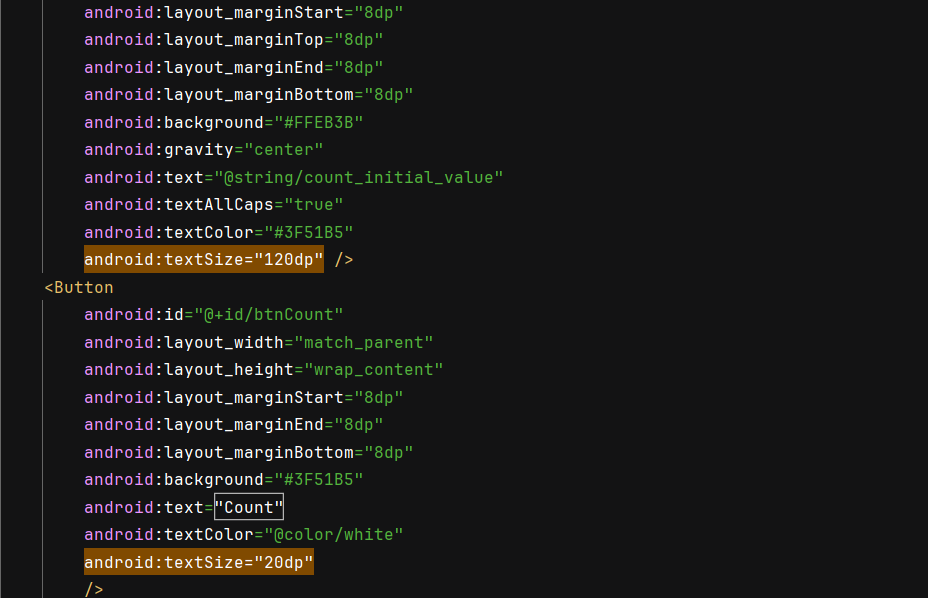 android:layout_marginStart="8dp"
android:layout_marginTop="8dp"
android:layout_marginEnd="8dp"
android:layout_marginBottom="8dp"
android:background="#FFEB3B"
android:gravity="center"
android:text="@string/count_initial_value"
android:textAllCaps="true"
android:textColor="#3F51B5"
android:textSize="120dp" />
<Button
android:id="@+id/btnCount"
android:layout_width="match_parent"
android:layout_height="wrap_content"
android:layout_marginStart="8dp"
android:layout_marginEnd="8dp"
android:layout_marginBottom="8dp"
android:background="#3F51B5"
android:text="Count"
android:textColor="@color/white"
android:textSize="20dp"
/>